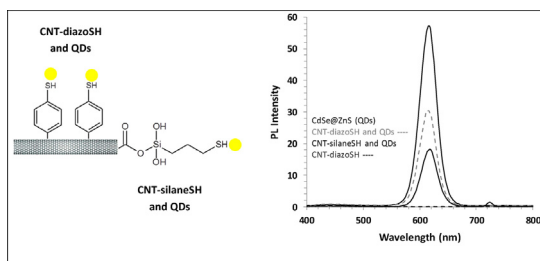 CNT-diazoSH
and QDs
SH
SH
O
OH
O
Si
SH
OH
CNT-silaneSH
and QDs
PL Intensity
60
50
40
30
20
10
0
CdSe@ZnS (QDs)
CNT-diazoSH and QDs ----
CNT-silaneSH and QDs
CNT-diazoSH ----
400
500
600
700
800
Wavelength (nm)